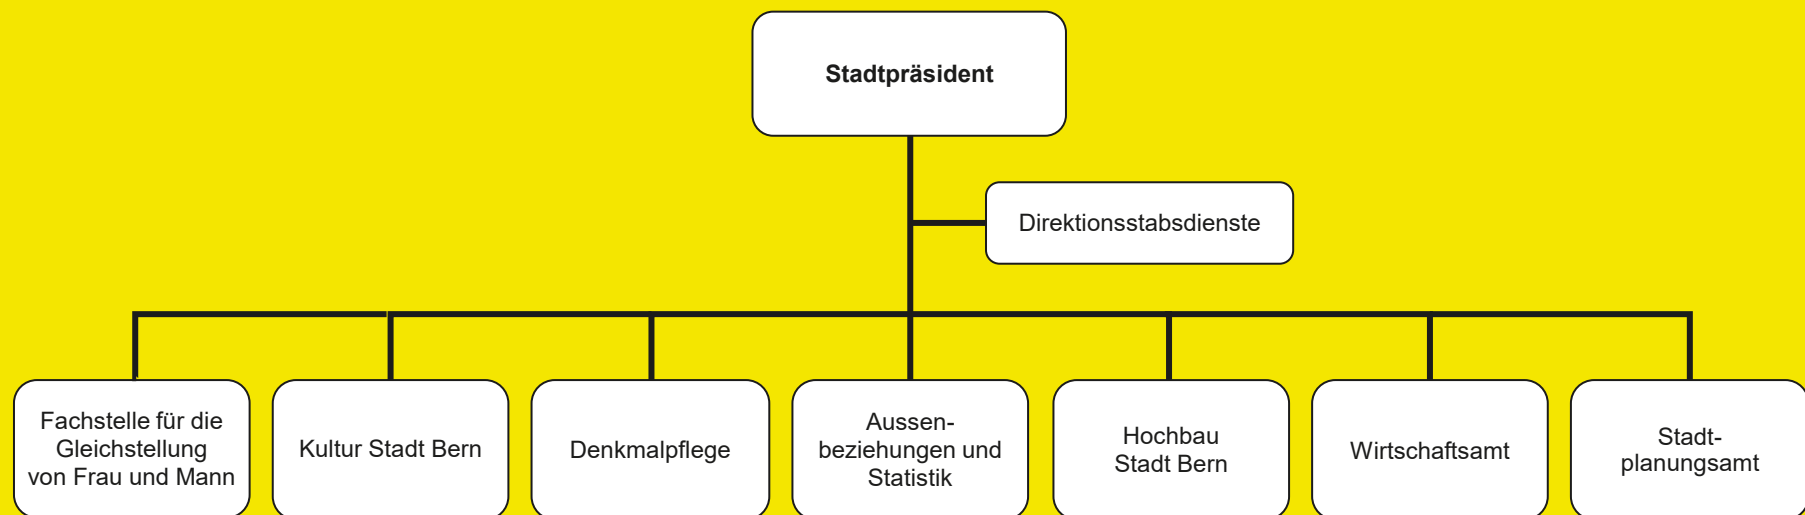 Stadtpräsident
Direktionsstabsdienste
Fachstelle für die
Gleichstellung
von Frau und Mann
Kultur Stadt Bern
Denkmalpflege
Aussen-
beziehungen und
Statistik
Hochbau
Stadt Bern
Wirtschaftsamt
Stadt-
planungsamt